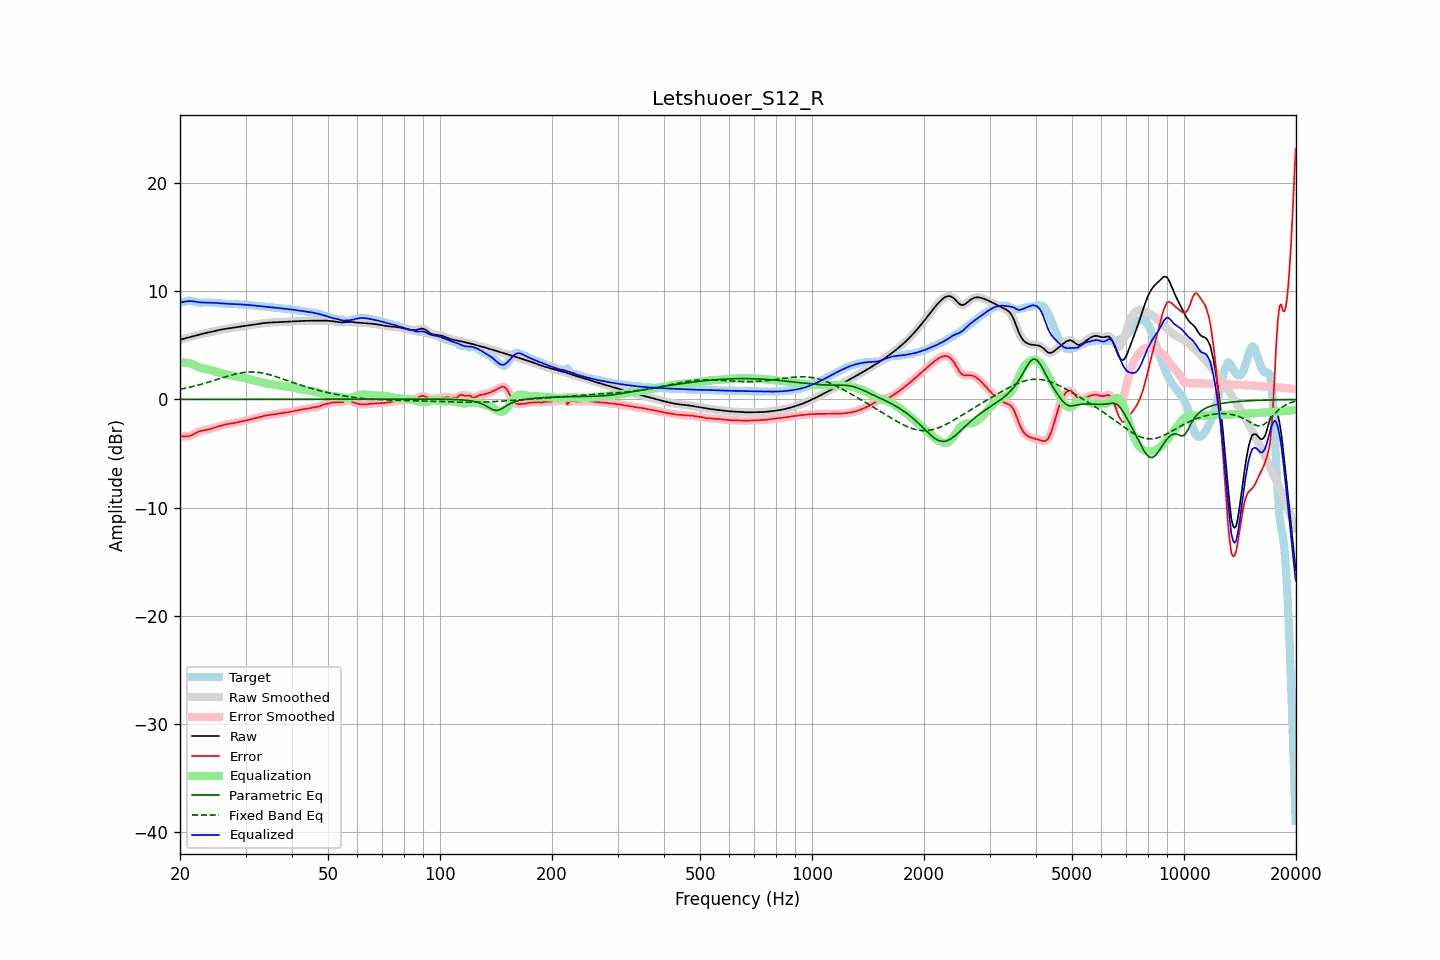 Letshuoer_S12_R
Amplitude (dBr)
20
10
0
−10
−20
−30
−40
Target
Raw Smoothed
Error Smoothed
Raw
Error
Equalization
Parametric Eq
Fixed Band Eq
Equalized
20 50 100 200 500 1000 2000 5000 10000 20000
Frequency (Hz)